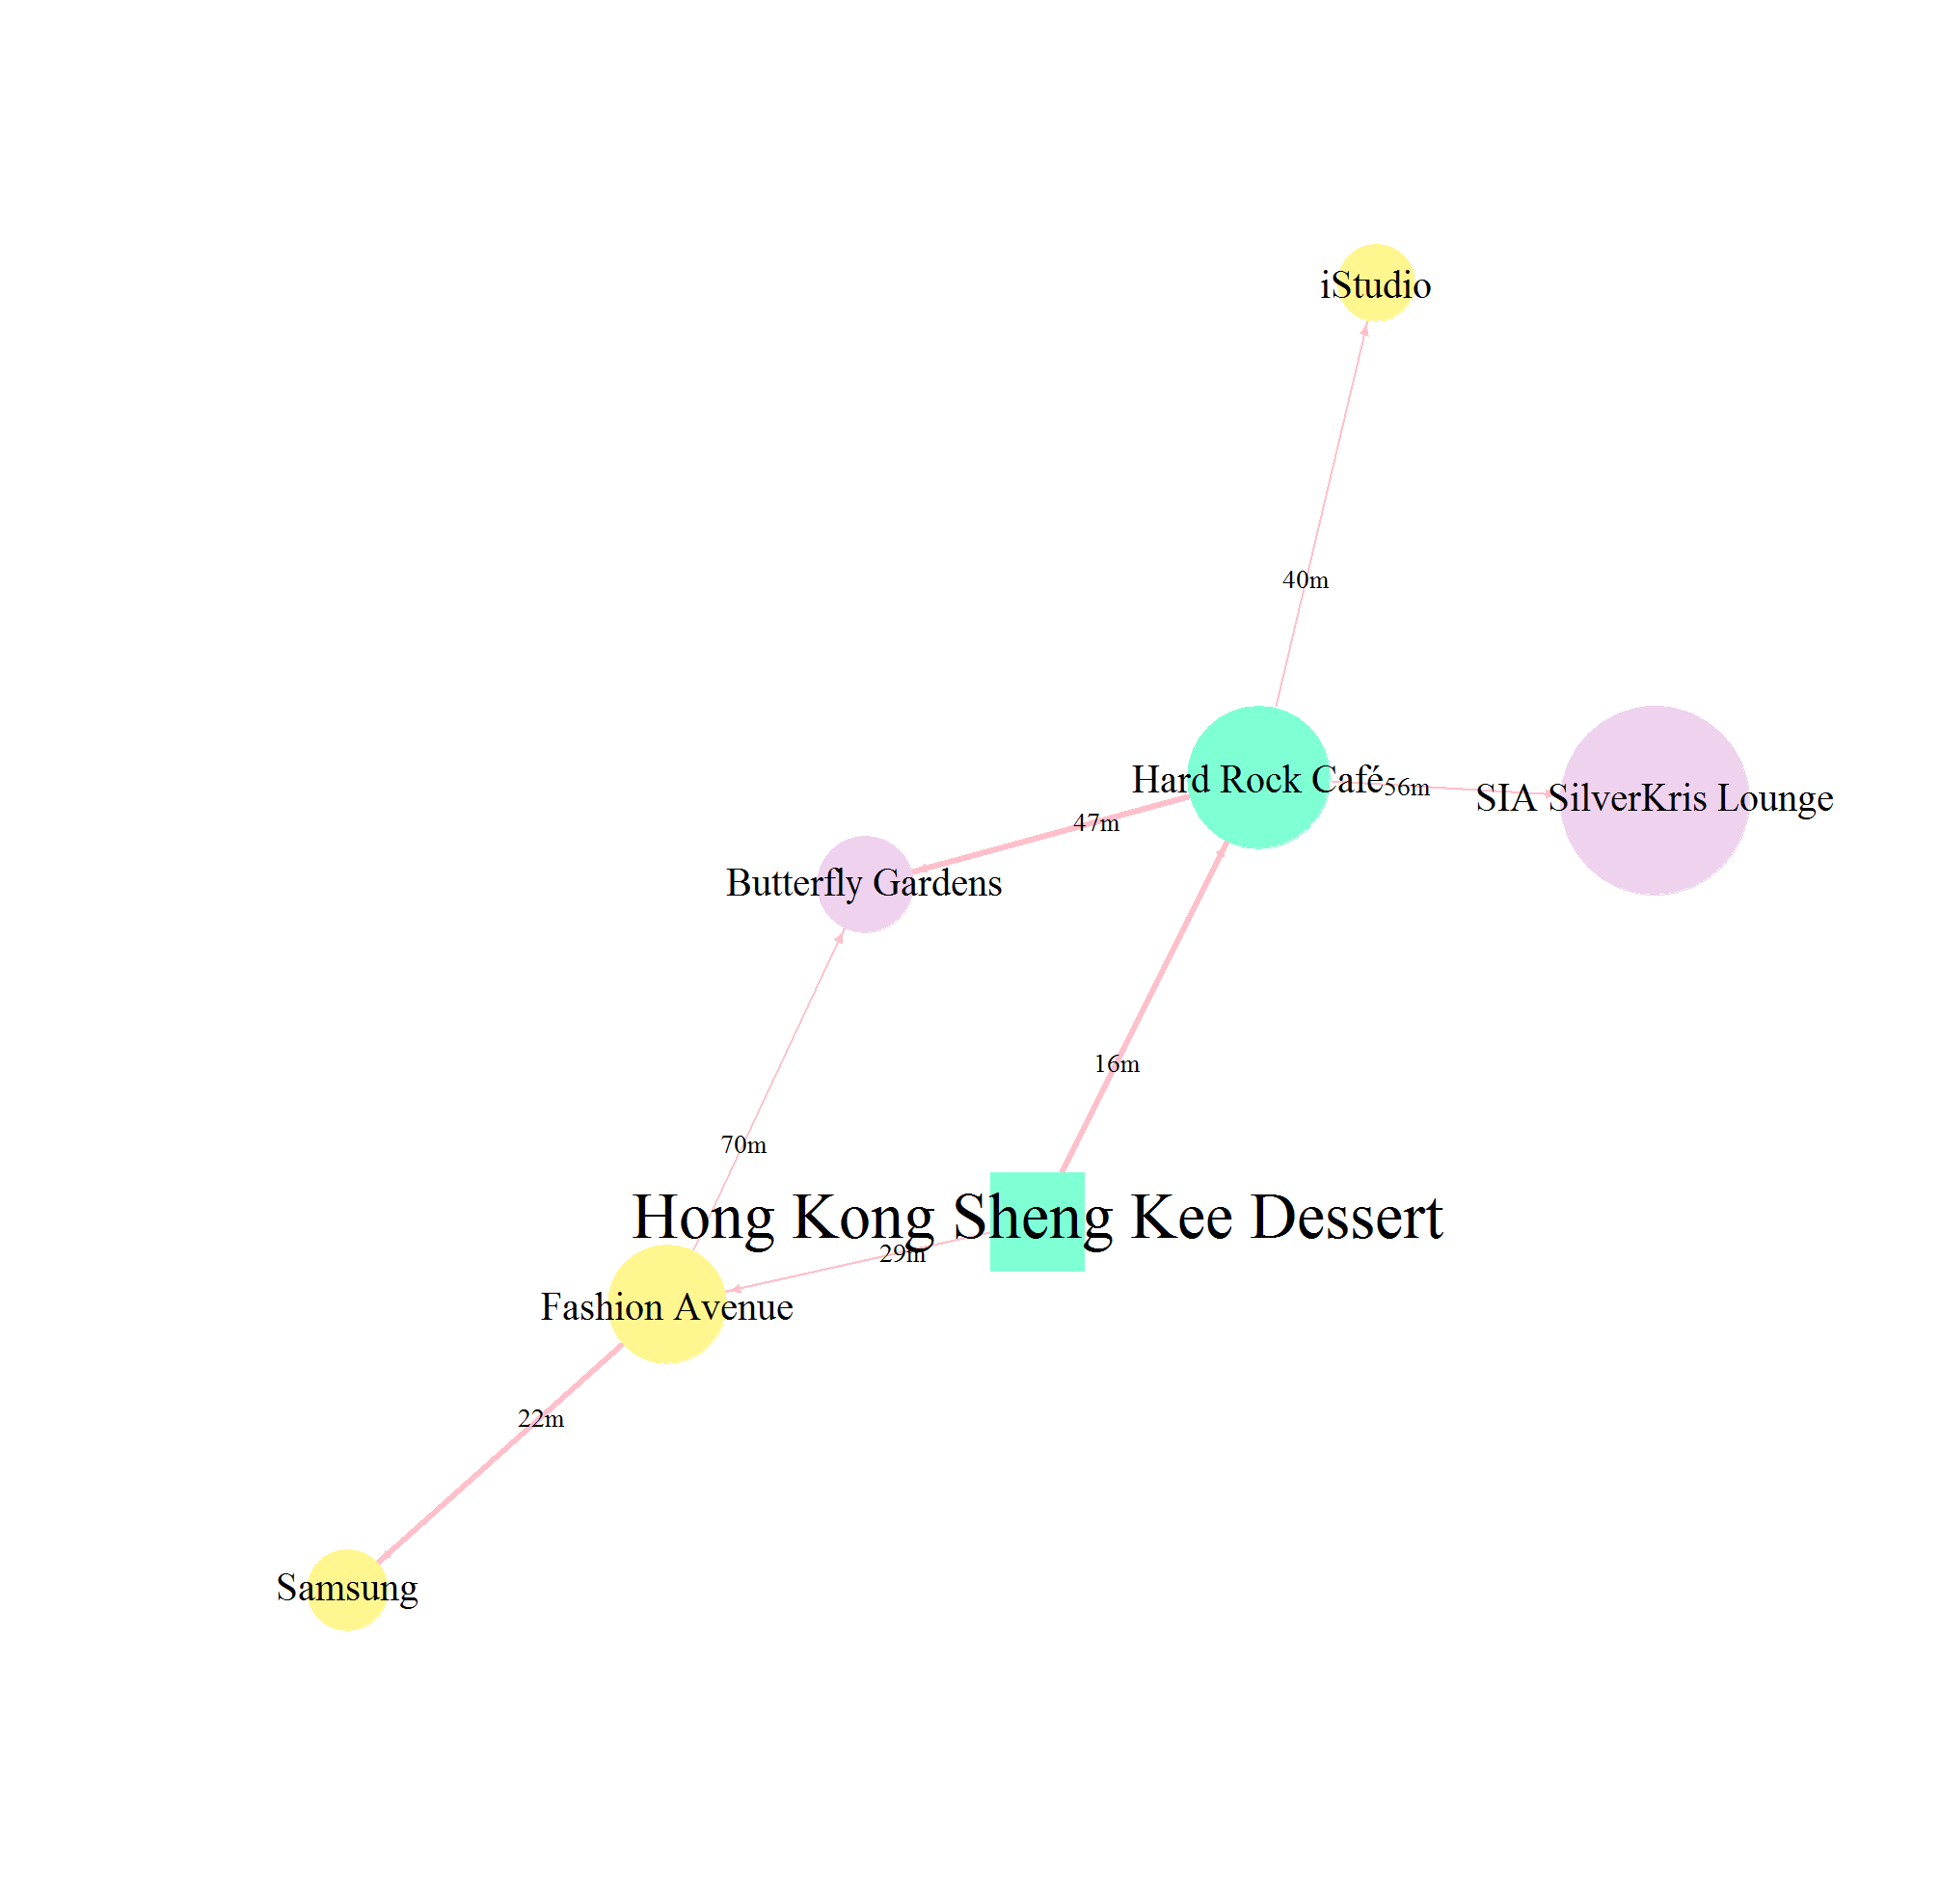 iStudio
40m
Hard Rock Café
56m
SIA SilverKris Lounge
47m
Butterfly Gardens
16m
70m
Hong Kong Sheng Kee Dessert
29m
Fashion Avenue
22m
Samsung